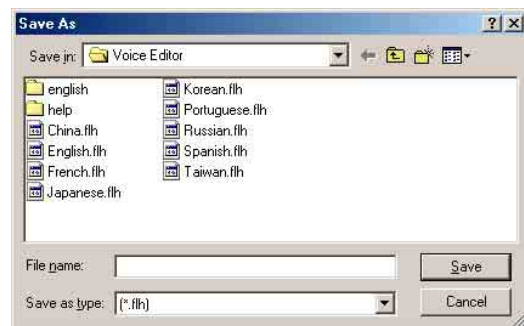 Save As
Save in: Voice Editor
english
help
China.flh
English.flh
French.flh
Japanese.flh
Korean.flh
Portuguese.flh
Russian.flh
Spanish.flh
Taiwan.flh
File name:
Save
Save as type: (*.flh)
Cancel